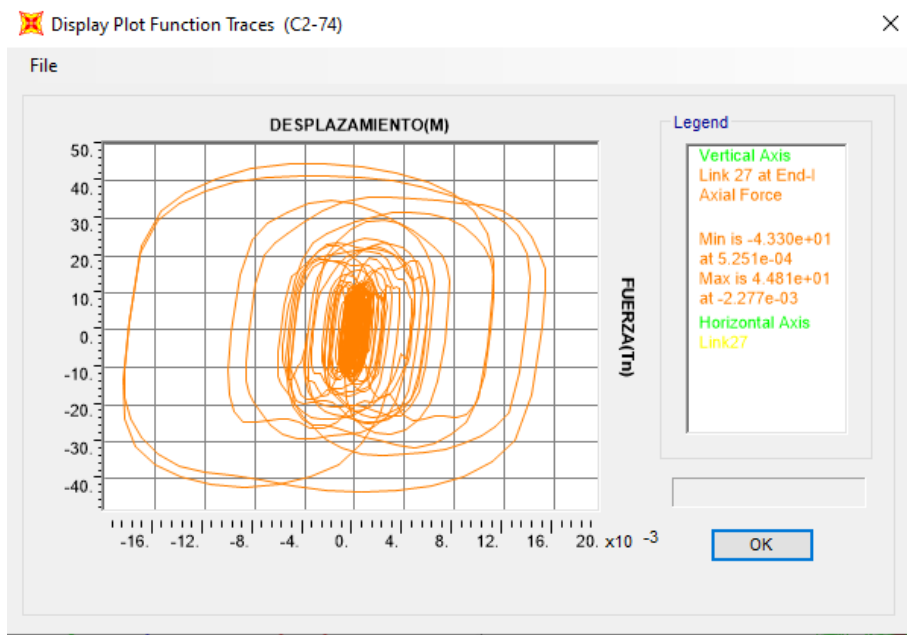 Display Plot Function Traces (C2-74)
File
DESPLAZAMIENTO(M)
50.
40.
30.
20.
10.
0.
-10.
-20.
-30.
-40.
-16. -12. -8. -4. 0. 4. 8. 12. 16. 20. x10 -3
FUERZA(Tn)
Legend
Vertical Axis
Link 27 at End-I
Axial Force
Min is -4.330e+01
at 5.251e-04
Max is 4.481e+01
at -2.277e-03
Horizontal Axis
Link27
OK